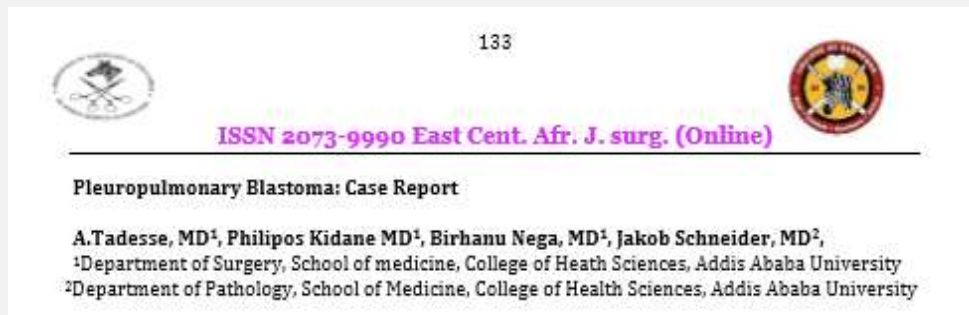 133
ISSN 2073-9990 East Cent. Afr. J. surg. (Online)
Pleuropulmonary Blastoma: Case Report
A.Tadesse, MD¹, Philipos Kidane MD¹, Birhanu Nega, MD¹, Jakob Schneider, MD²,
¹Department of Surgery, School of medicine, College of Heath Sciences, Addis Ababa University
²Department of Pathology, School of Medicine, College of Health Sciences, Addis Ababa University